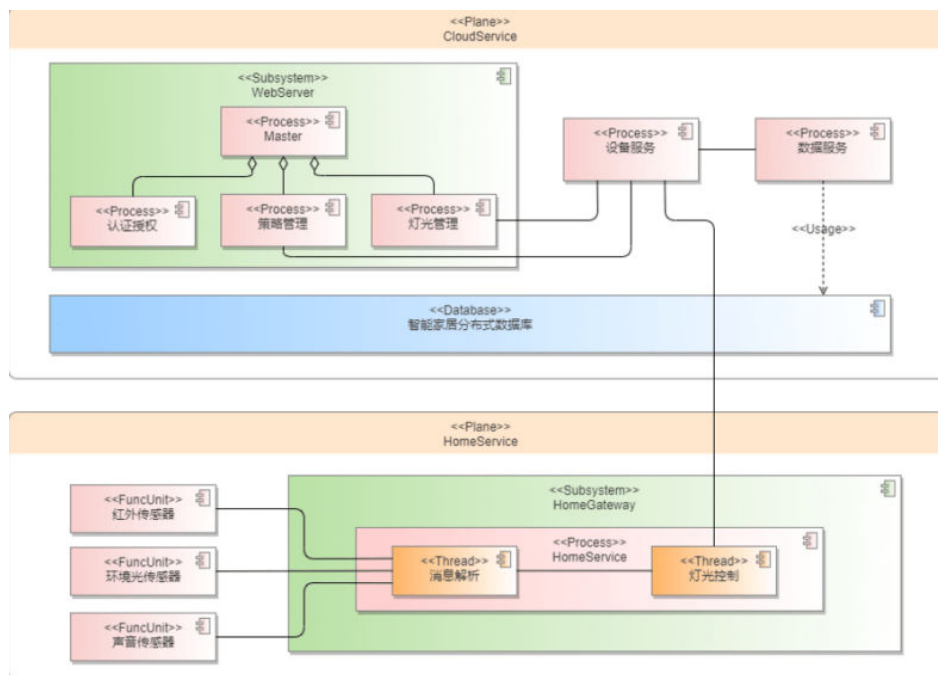 <<Plane>>
CloudService
<<Subsystem>>
WebServer
<<Process>>
Master
<<Process>>
认证授权
<<Process>>
策略管理
<<Process>>
灯光管理
<<Process>>
设备服务
<<Process>>
数据服务
<<Usage>>
<<Database>>
智能家居分布式数据库
<<Plane>>
HomeService
<<FuncUnit>>
红外传感器
<<FuncUnit>>
环境光传感器
<<FuncUnit>>
声音传感器
<<Subsystem>>
HomeGateway
<<Process>>
HomeService
<<Thread>>
消息解析
<<Thread>>
灯光控制